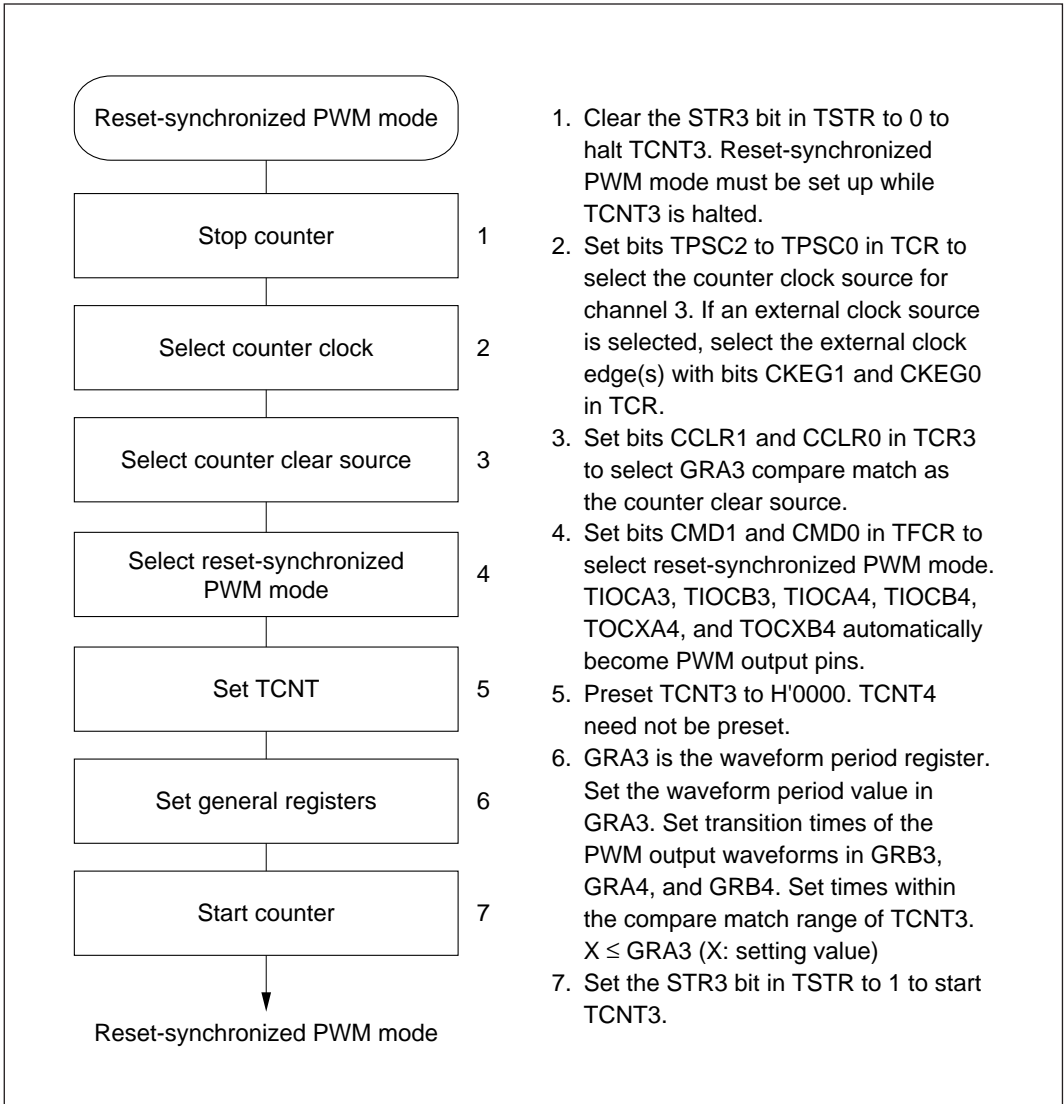 Reset-synchronized PWM mode
Stop counter
1
Select counter clock
2
Select counter clear source
3
Select reset-synchronized
PWM mode
4
Set TCNT
5
Set general registers
6
Start counter
7
Reset-synchronized PWM mode
1. Clear the STR3 bit in TSTR to 0 to
halt TCNT3. Reset-synchronized
PWM mode must be set up while
TCNT3 is halted.
2. Set bits TPSC2 to TPSC0 in TCR to
select the counter clock source for
channel 3. If an external clock source
is selected, select the external clock
edge(s) with bits CKEG1 and CKEG0
in TCR.
3. Set bits CCLR1 and CCLR0 in TCR3
to select GRA3 compare match as
the counter clear source.
4. Set bits CMD1 and CMD0 in TFCR to
select reset-synchronized PWM mode.
TIOCA3, TIOCB3, TIOCA4, TIOCB4,
TOCXA4, and TOCXB4 automatically
become PWM output pins.
5. Preset TCNT3 to H'0000. TCNT4
need not be preset.
6. GRA3 is the waveform period register.
Set the waveform period value in
GRA3. Set transition times of the
PWM output waveforms in GRB3,
GRA4, and GRB4. Set times within
the compare match range of TCNT3.
X ≤ GRA3 (X: setting value)
7. Set the STR3 bit in TSTR to 1 to start
TCNT3.